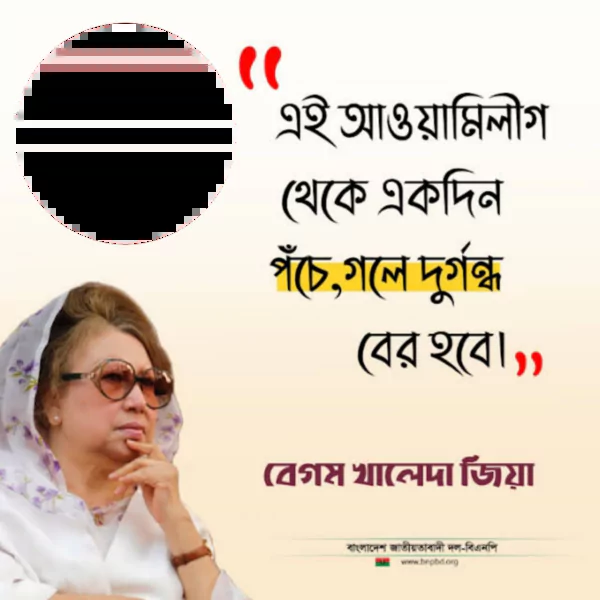 “
এই আওয়ামিলীগ
থেকে একদিন
পঁচে,গলে দুর্গন্ধ
বের হবে।”
বেগম খালেদা জিয়া
বাংলাদেশ জাতীয়তাবাদী দল-বিএনপি
www.bnpbd.org